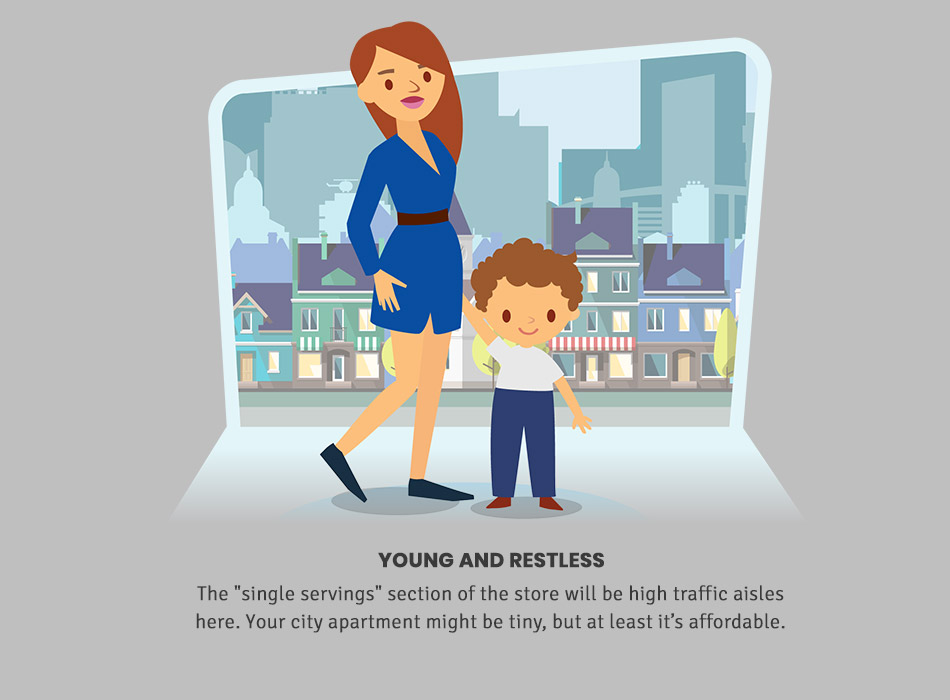 YOUNG AND RESTLESS
The "single servings" section of the store will be high traffic aisles
here. Your city apartment might be tiny, but at least it’s affordable.